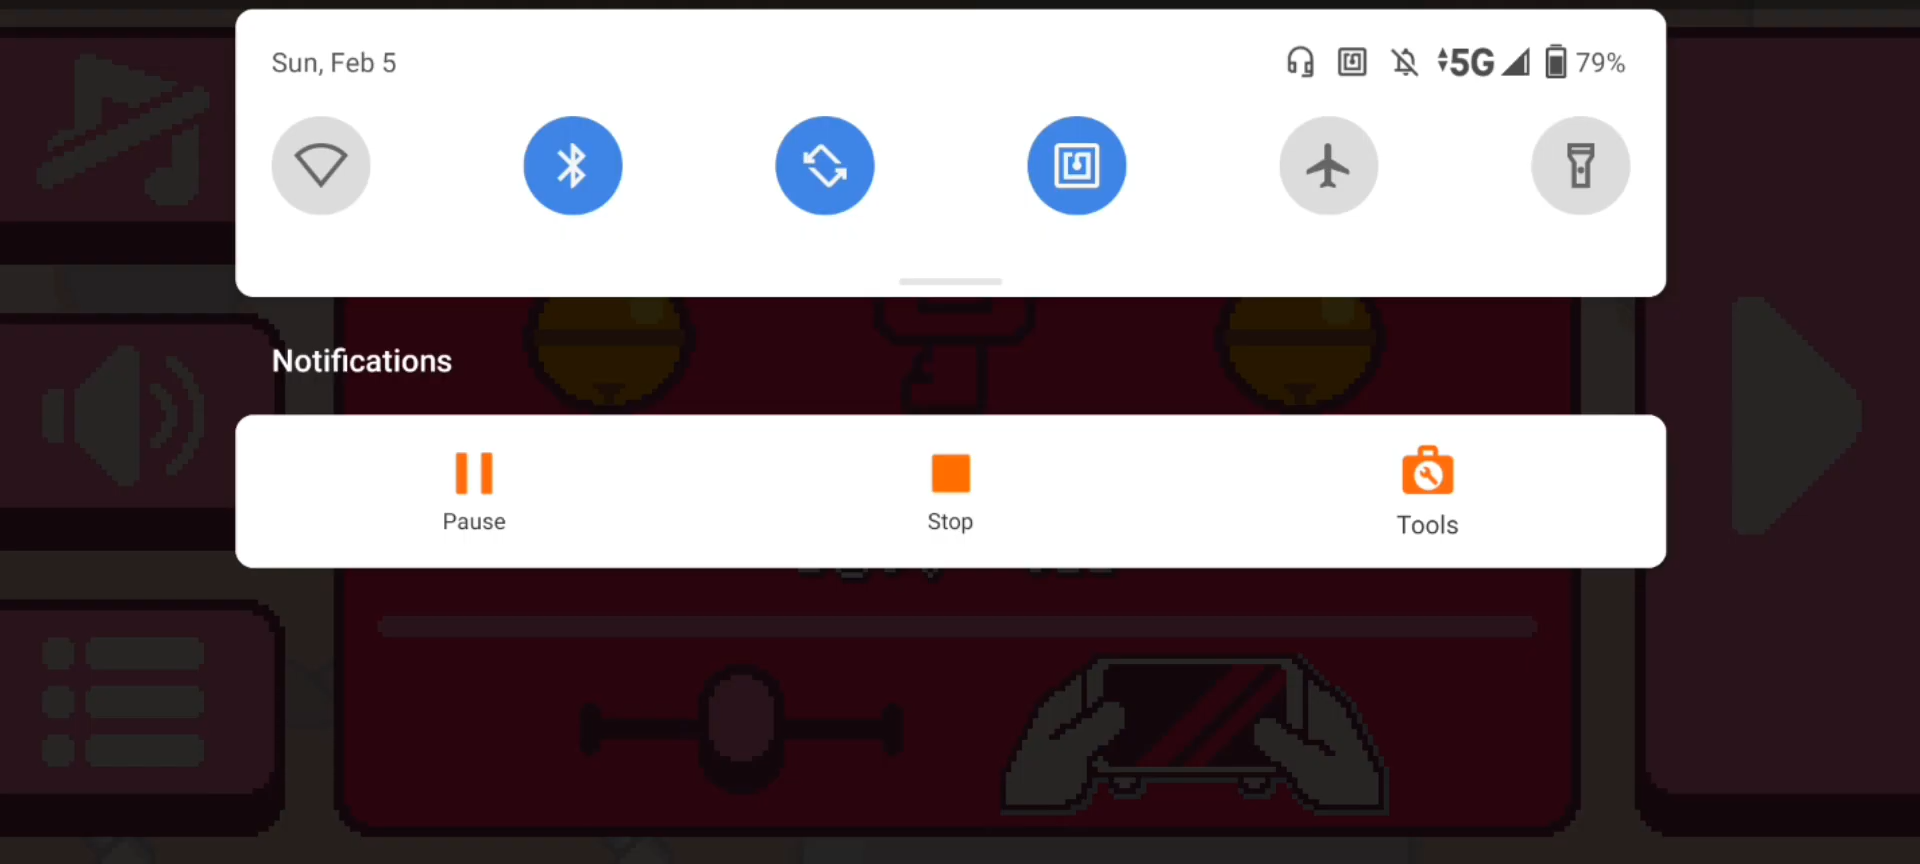 Sun, Feb 5
5G 79%
Notifications
Pause
Stop
Tools